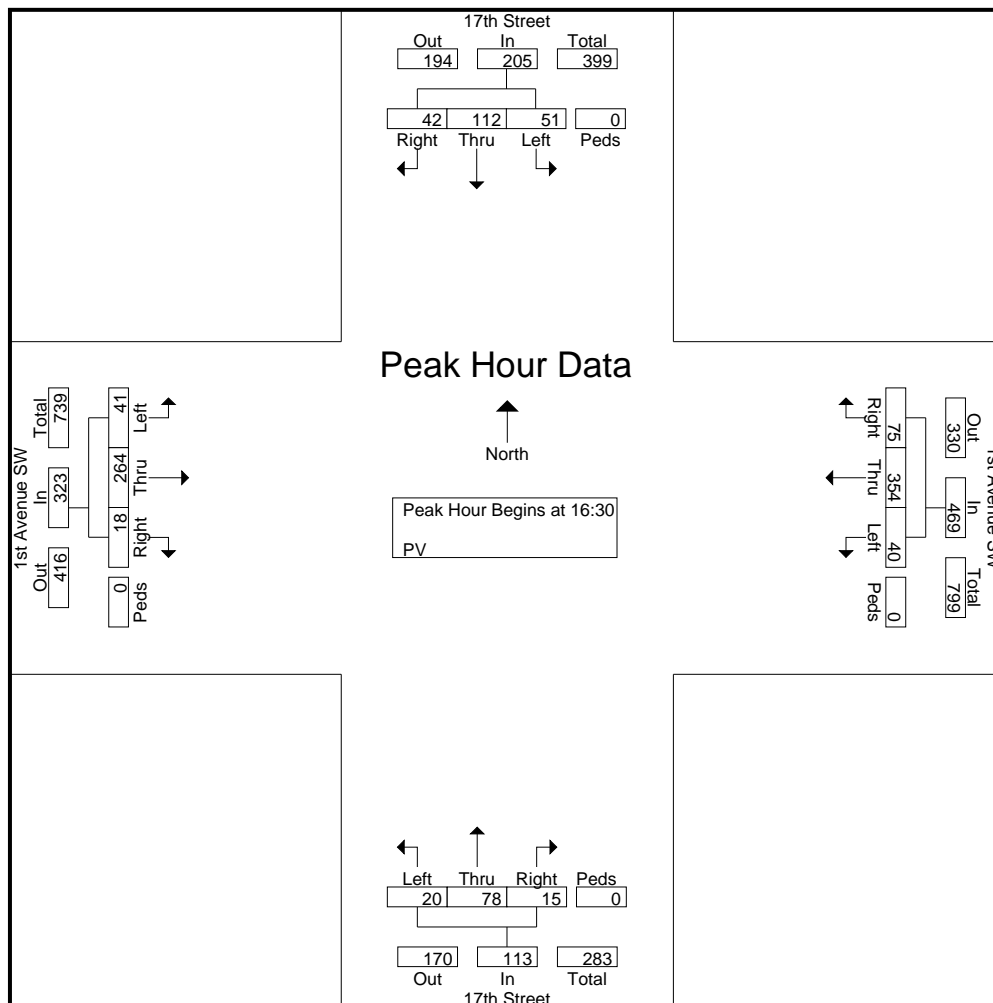 17th Street
Out In Total
194 205 399
42 112 51 0
Right Thru Left Peds
Peak Hour Data
North
Peak Hour Begins at 16:30
PV
1st Avenue SW
Total In Out
739 323 416
41 264 18 0
Left Thru Right Peds
1st Avenue SW
Out In Total
330 469 799
75 354 40 0
Right Thru Left Peds
Left Thru Right Peds
20 78 15 0
170 113 283
Out In Total
17th Street